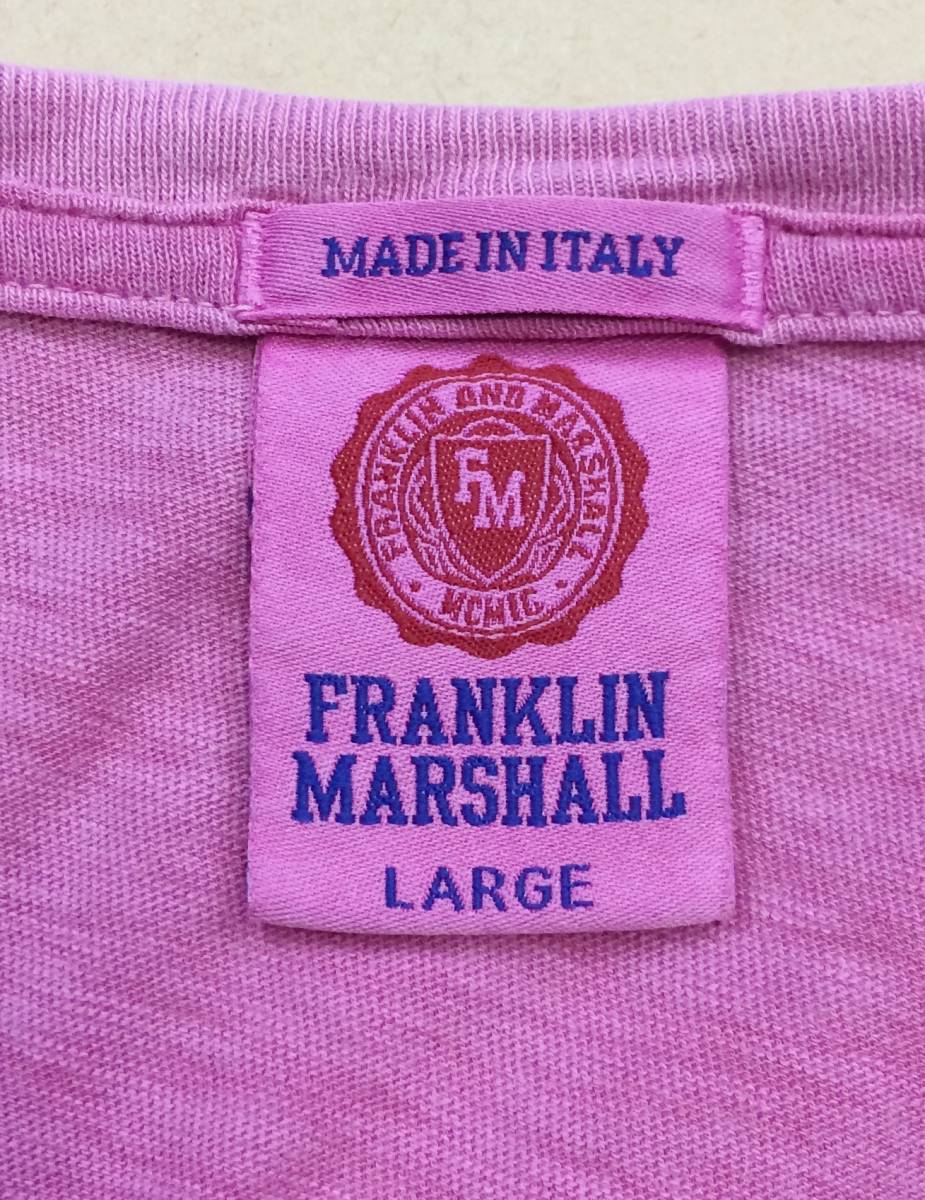 MADE IN ITALY
FRANKLIN AND MARSHALL
FM
MCMIC
FRANKLIN
MARSHALL
LARGE